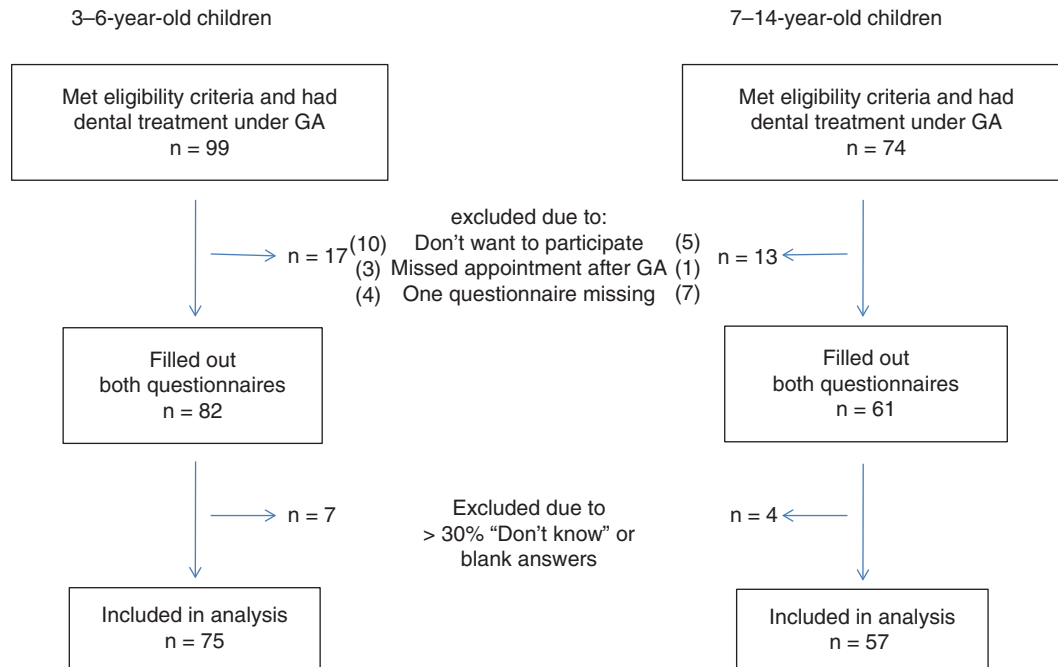 3–6-year-old children
7–14-year-old children
Met eligibility criteria and had
dental treatment under GA
n = 99
Met eligibility criteria and had
dental treatment under GA
n = 74
excluded due to:
n = 17 (10) Don't want to participate (5) n = 13
(3) Missed appointment after GA (1)
(4) One questionnaire missing (7)
Filled out
both questionnaires
n = 82
Filled out
both questionnaires
n = 61
n = 7
Excluded due to
> 30% “Don't know” or
blank answers
n = 4
Included in analysis
n = 75
Included in analysis
n = 57